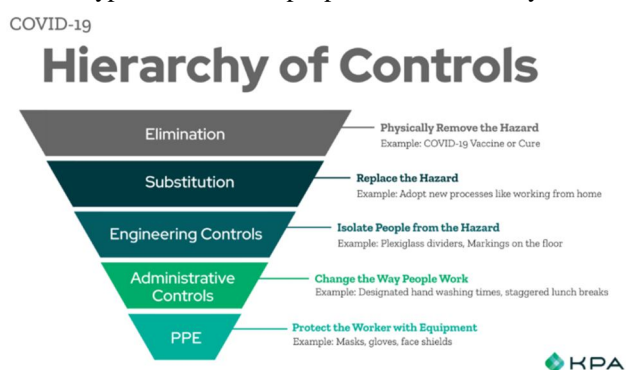 COVID-19
Hierarchy of Controls
Elimination
Physically Remove the Hazard
Example: COVID-19 Vaccine or Cure
Substitution
Replace the Hazard
Example: Adopt new processes like working from home
Engineering Controls
Isolate People from the Hazard
Example: Plexiglass dividers, Markings on the floor
Administrative
Controls
Change the Way People Work
Example: Designated hand washing times, staggered lunch breaks
PPE
Protect the Worker with Equipment
Example: Masks, gloves, face shields
KPA